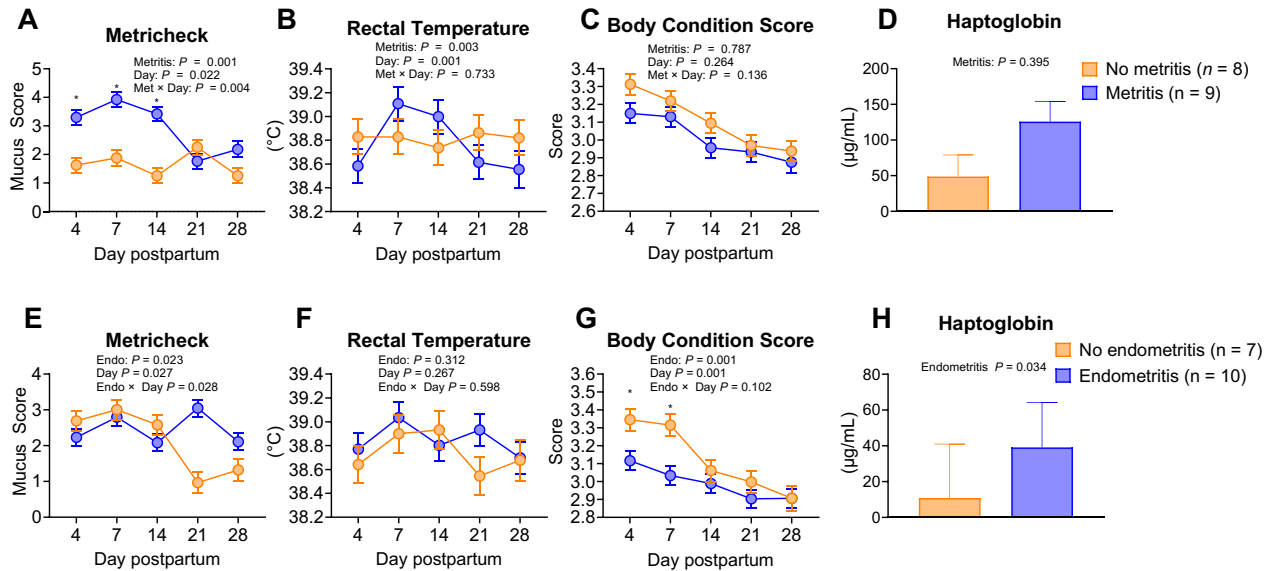 A
Metricheck
Metritis: P = 0.001
Day: P = 0.022
Met × Day: P = 0.004
Mucus Score
5
4
3
2
1
0
* * *
4 7 14 21 28
Day postpartum
B
Rectal Temperature
Metritis: P = 0.003
Day: P = 0.001
Met × Day: P = 0.733
(°C)
39.4
39.2
39.0
38.8
38.6
38.4
38.2
4 7 14 21 28
Day postpartum
C
Body Condition Score
Metritis: P = 0.787
Day: P = 0.264
Met × Day: P = 0.136
Score
3.6
3.5
3.4
3.3
3.2
3.1
3.0
2.9
2.8
2.7
2.6
4 7 14 21 28
Day postpartum
D
Haptoglobin
Metritis: P = 0.395
(µg/mL)
200
150
100
50
0
No metritis (n = 8)
Metritis (n = 9)
E
Metricheck
Endo: P = 0.023
Day P = 0.027
Endo × Day P = 0.028
Mucus Score
4
3
2
1
0
4 7 14 21 28
Day postpartum
F
Rectal Temperature
Endo: P = 0.312
Day P = 0.267
Endo × Day P = 0.598
(°C)
39.4
39.2
39.0
38.8
38.6
38.4
38.2
4 7 14 21 28
Day postpartum
G
Body Condition Score
Endo: P = 0.001
Day P = 0.001
Endo × Day P = 0.102
Score
3.6
3.5
3.4
3.3
3.2
3.1
3.0
2.9
2.8
* *
4 7 14 21 28
Day postpartum
H
Haptoglobin
Endometritis P = 0.034
(µg/mL)
80
60
40
20
0
No endometritis (n = 7)
Endometritis (n = 10)